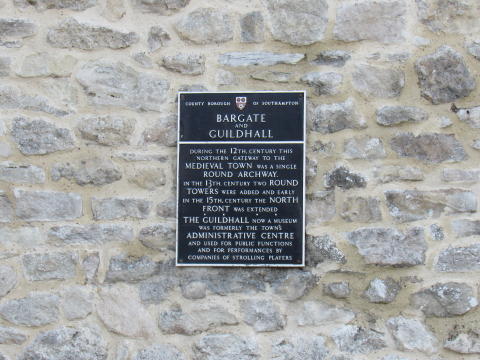 COUNTY BOROUGH OF SOUTHAMPTON
BARGATE
AND
GUILDHALL
DURING THE 12TH. CENTURY THIS
NORTHERN GATEWAY TO THE
MEDIEVAL TOWN WAS A SINGLE
ROUND ARCHWAY.
IN THE 13TH. CENTURY TWO ROUND
TOWERS WERE ADDED AND EARLY
IN THE 15TH. CENTURY THE NORTH
FRONT WAS EXTENDED
THE GUILDHALL NOW A MUSEUM
WAS FORMERLY THE TOWN'S
ADMINISTRATIVE CENTRE
AND USED FOR PUBLIC FUNCTIONS
AND FOR PERFORMANCES BY
COMPANIES OF STROLLING PLAYERS